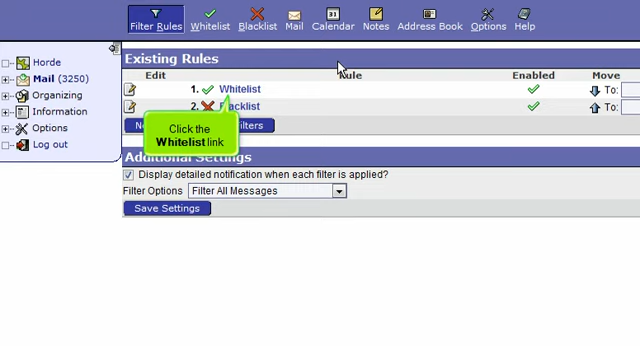 Filter Rules Whitelist Blacklist Mail Calendar Notes Address Book Options Help
31
Horde
Mail (3250)
Organizing
Information
Options
Log out
Existing Rules
Edit Rule Enabled Move
1. Whitelist To:
2. Blacklist To:
Click the
Whitelist link
Additional Settings
Display detailed notification when each filter is applied?
Filter Options Filter All Messages
Save Settings